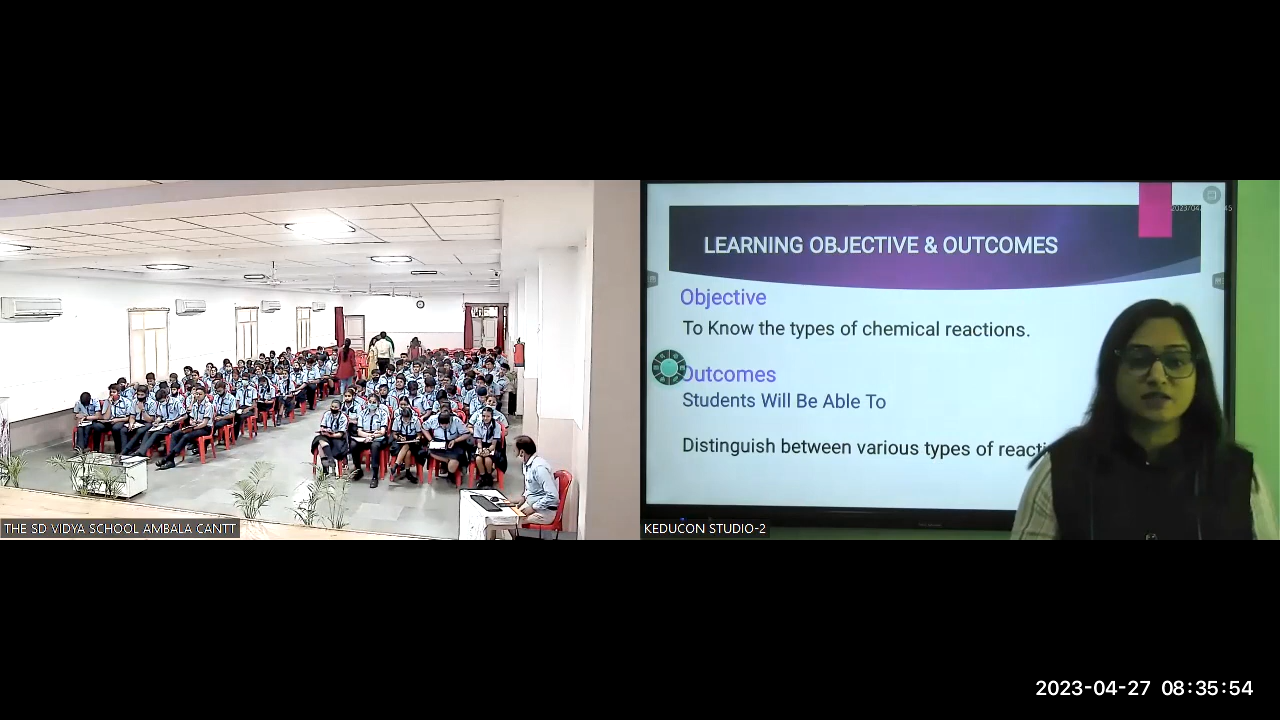 LEARNING OBJECTIVE & OUTCOMES
Objective
To Know the types of chemical reactions.
Outcomes
Students Will Be Able To
Distinguish between various types of reacti
THE SD VIDYA SCHOOL AMBALA CANTT
KEDUCON STUDIO-2
2023-04-27 08:35:54